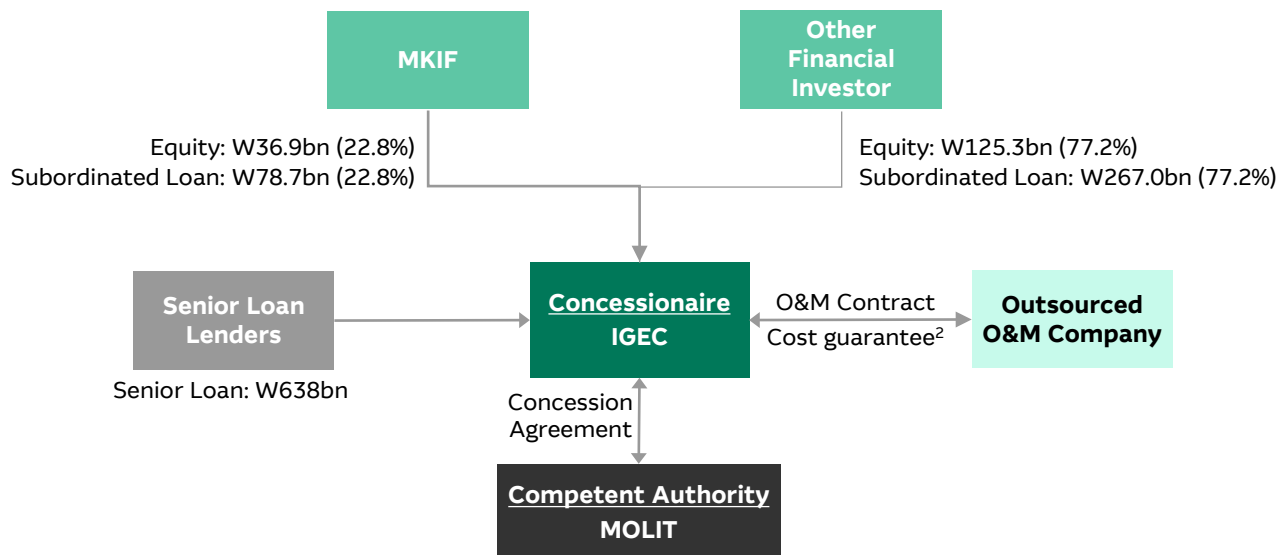 MKIF
Other
Financial
Investor
Equity: W36.9bn (22.8%)
Subordinated Loan: W78.7bn (22.8%)
Equity: W125.3bn (77.2%)
Subordinated Loan: W267.0bn (77.2%)
Senior Loan
Lenders
Senior Loan: W638bn
Concessionaire
IGEC
O&M Contract
Cost guarantee²
Outsourced
O&M Company
Concession
Agreement
Competent Authority
MOLIT